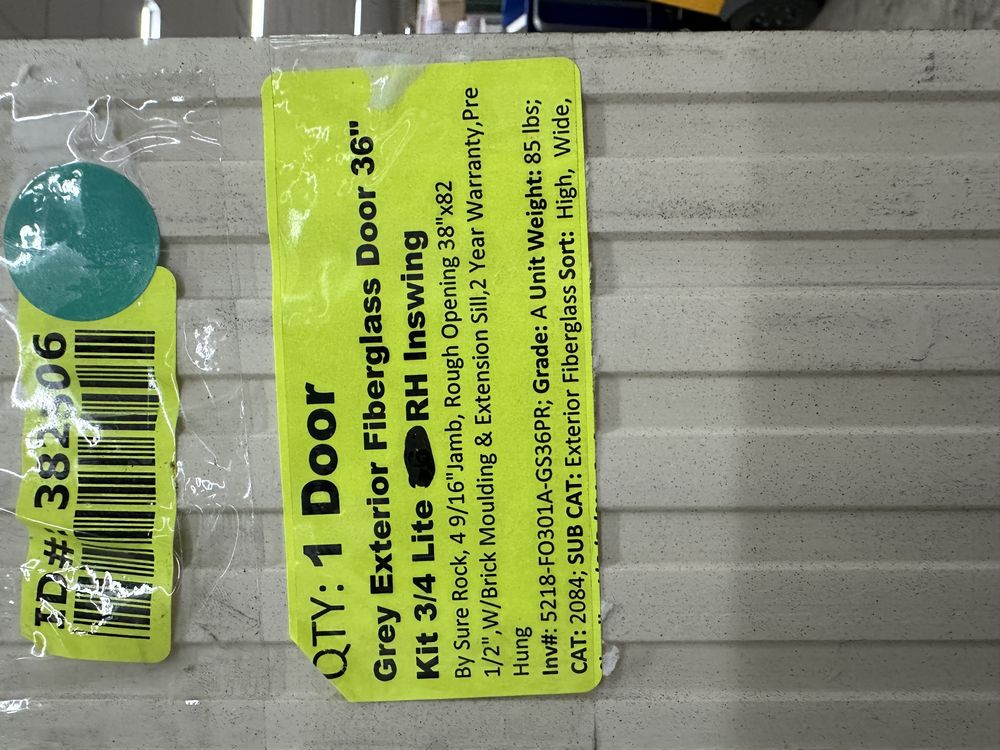 ID#: 382506
QTY: 1 Door
Grey Exterior Fiberglass Door 36"
Kit 3/4 Lite RH Inswing
By Sure Rock, 4 9/16"Jamb, Rough Opening 38"x82
1/2",W/Brick Moulding & Extension Sill,2 Year Warranty,Pre
Hung
Inv#: 5218-FO301A-GS36PR; Grade: A Unit Weight: 85 lbs;
CAT: 2084; SUB CAT: Exterior Fiberglass Sort: High, Wide,